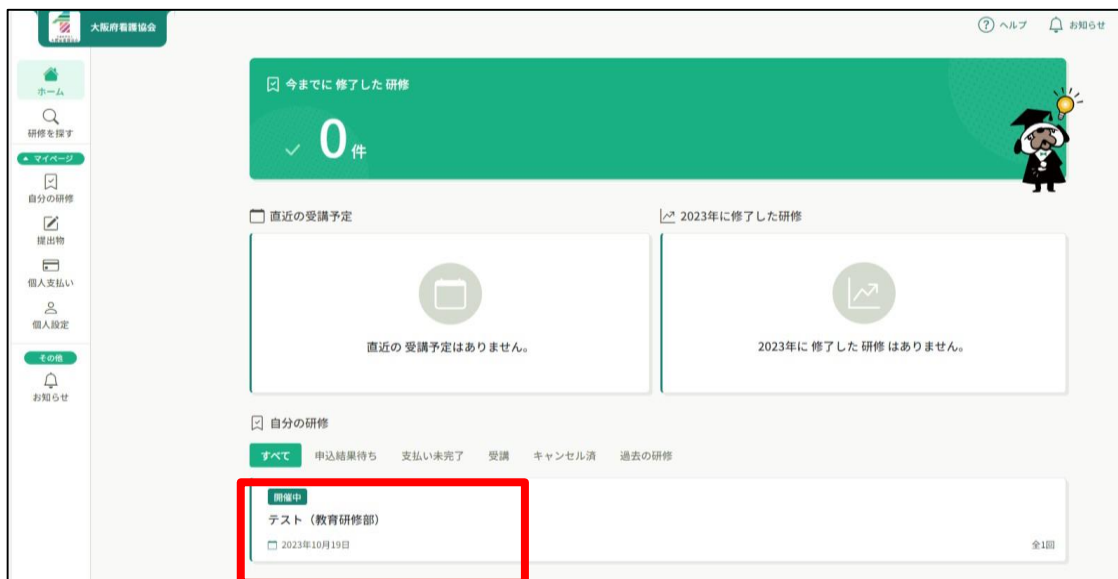 大阪府看護協会
ヘルプ
お知らせ
ホーム
研修を探す
マイページ
自分の研修
提出物
個人支払い
個人設定
その他
お知らせ
今までに 修了した 研修
0 件
直近の受講予定
直近の 受講予定はありません。
2023年に修了した研修
2023年に 修了した 研修 はありません。
自分の研修
すべて 申込結果待ち 支払い未完了 受講 キャンセル済 過去の研修
開催中
テスト（教育研修部）
2023年10月19日
全1回